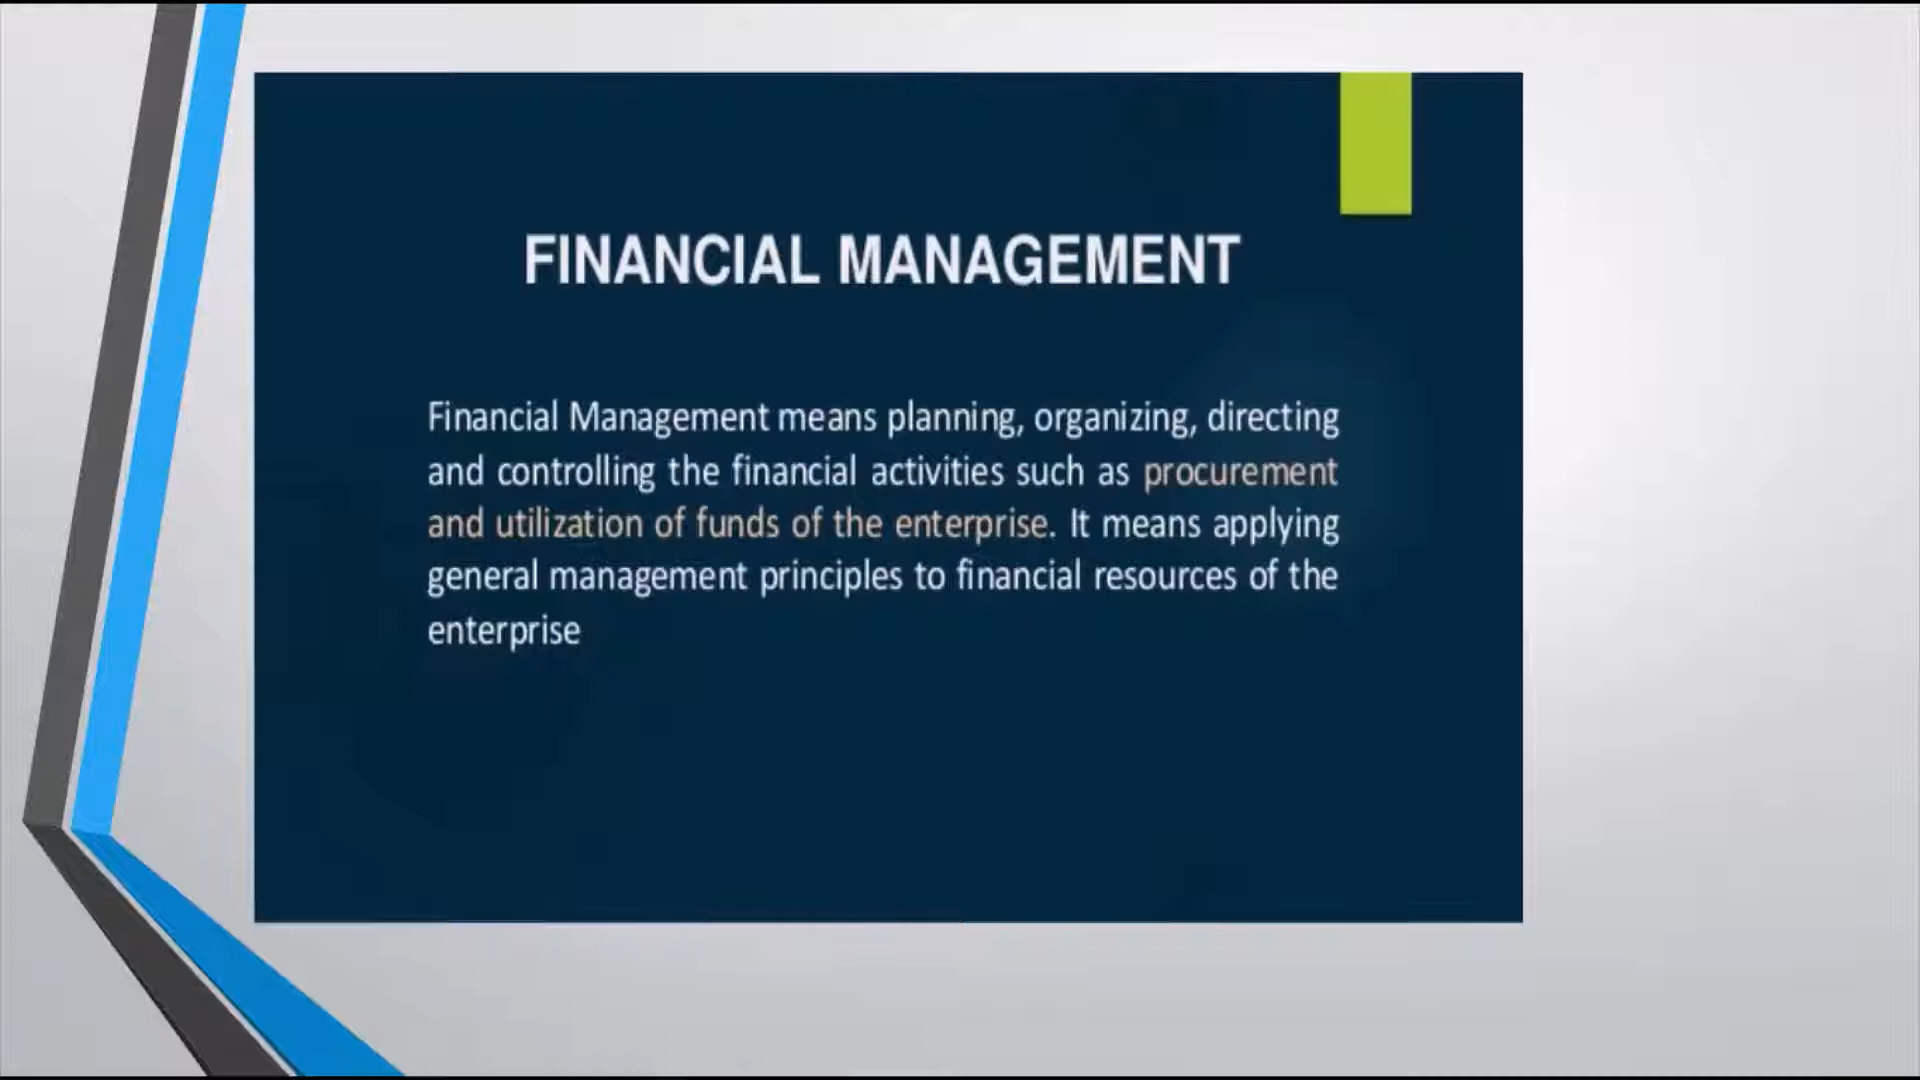 FINANCIAL MANAGEMENT
Financial Management means planning, organizing, directing
and controlling the financial activities such as procurement
and utilization of funds of the enterprise. It means applying
general management principles to financial resources of the
enterprise